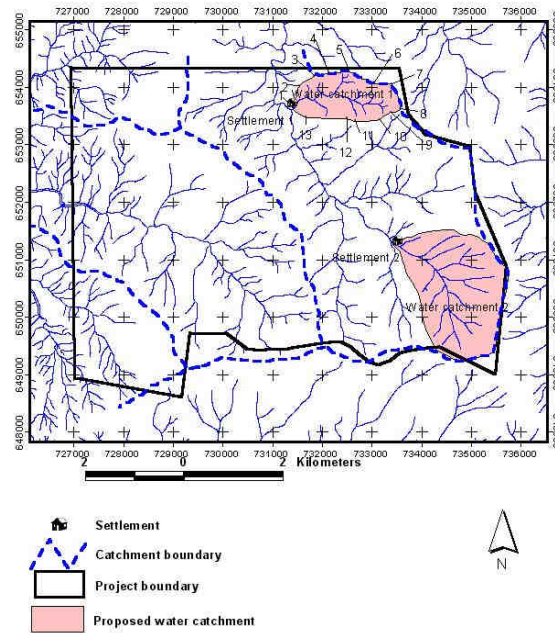 727000 728000 729000 730000 731000 732000 733000 734000 735000 736000
655000
654000
653000
652000
651000
650000
649000
648000
4
5
6
3
7
Water catchment 1
8
Settlement 1
13
12
11
10
9
Settlement 2
Water catchment 2
727000 728000 729000 730000 731000 732000 733000 734000 735000 736000
2 0 2 Kilometers
Settlement
Catchment boundary
Project boundary
Proposed water catchment
N